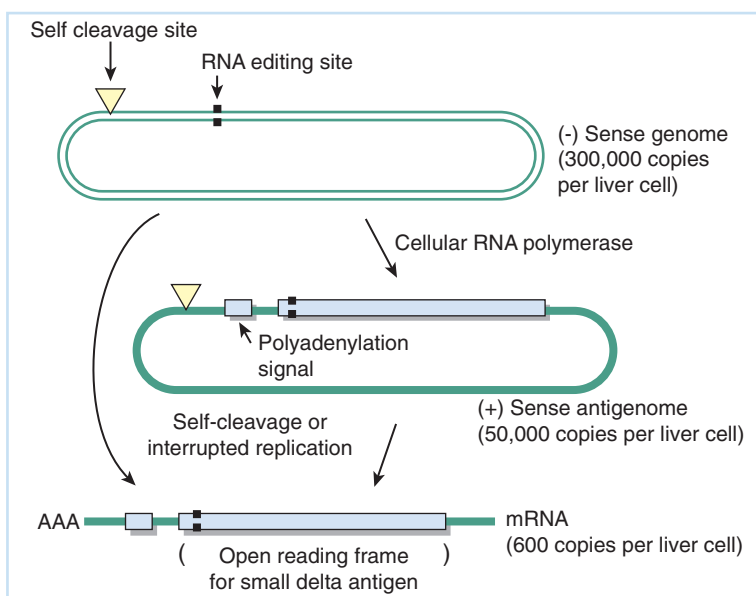 Self cleavage site
RNA editing site
(-) Sense genome
(300,000 copies
per liver cell)
Cellular RNA polymerase
Polyadenylation
signal
(+) Sense antigenome
(50,000 copies per liver cell)
Self-cleavage or
interrupted replication
AAA
mRNA
(600 copies per liver cell)
( Open reading frame )
for small delta antigen